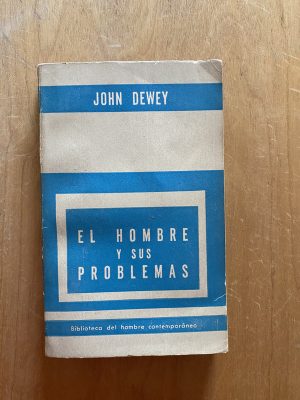 JOHN DEWEY
EL HOMBRE
Y SUS
PROBLEMAS
Biblioteca del hombre contemporáneo